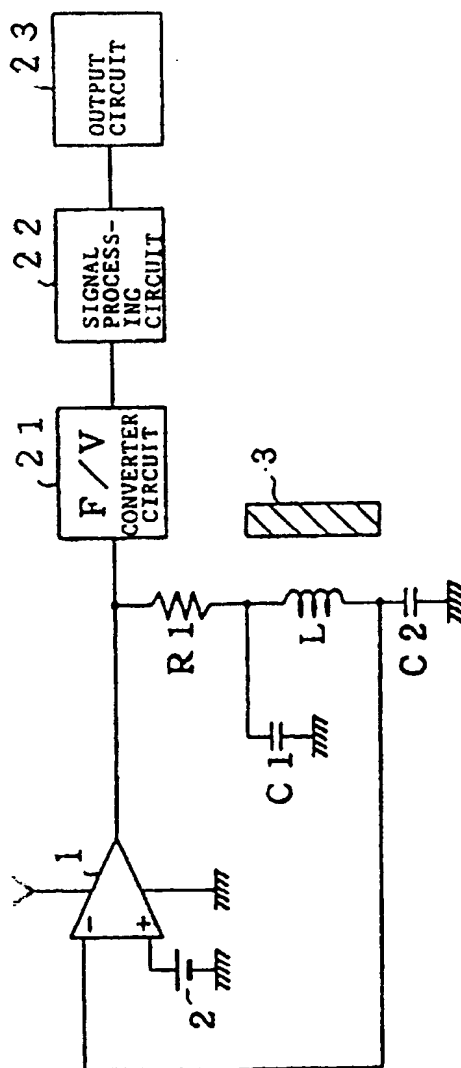 23
OUTPUT
CIRCUIT
22
SIGNAL
PROCESS-
ING
CIRCUIT
21
F/V
CONVERTER
CIRCUIT
3
R1
L
C1
C2
1
-
+
2